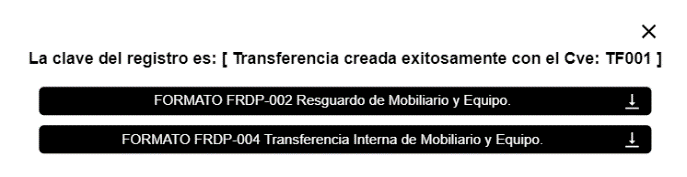 La clave del registro es: [ Transferencia creada exitosamente con el Cve: TF001 ]
FORMATO FRDP-002 Resguardo de Mobiliario y Equipo.
FORMATO FRDP-004 Transferencia Interna de Mobiliario y Equipo.